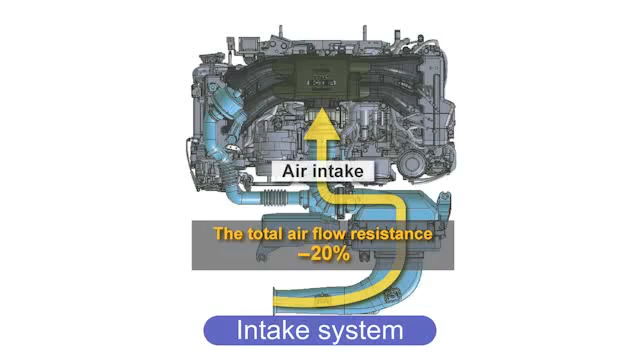 Air intake
The total air flow resistance
–20%
Intake system